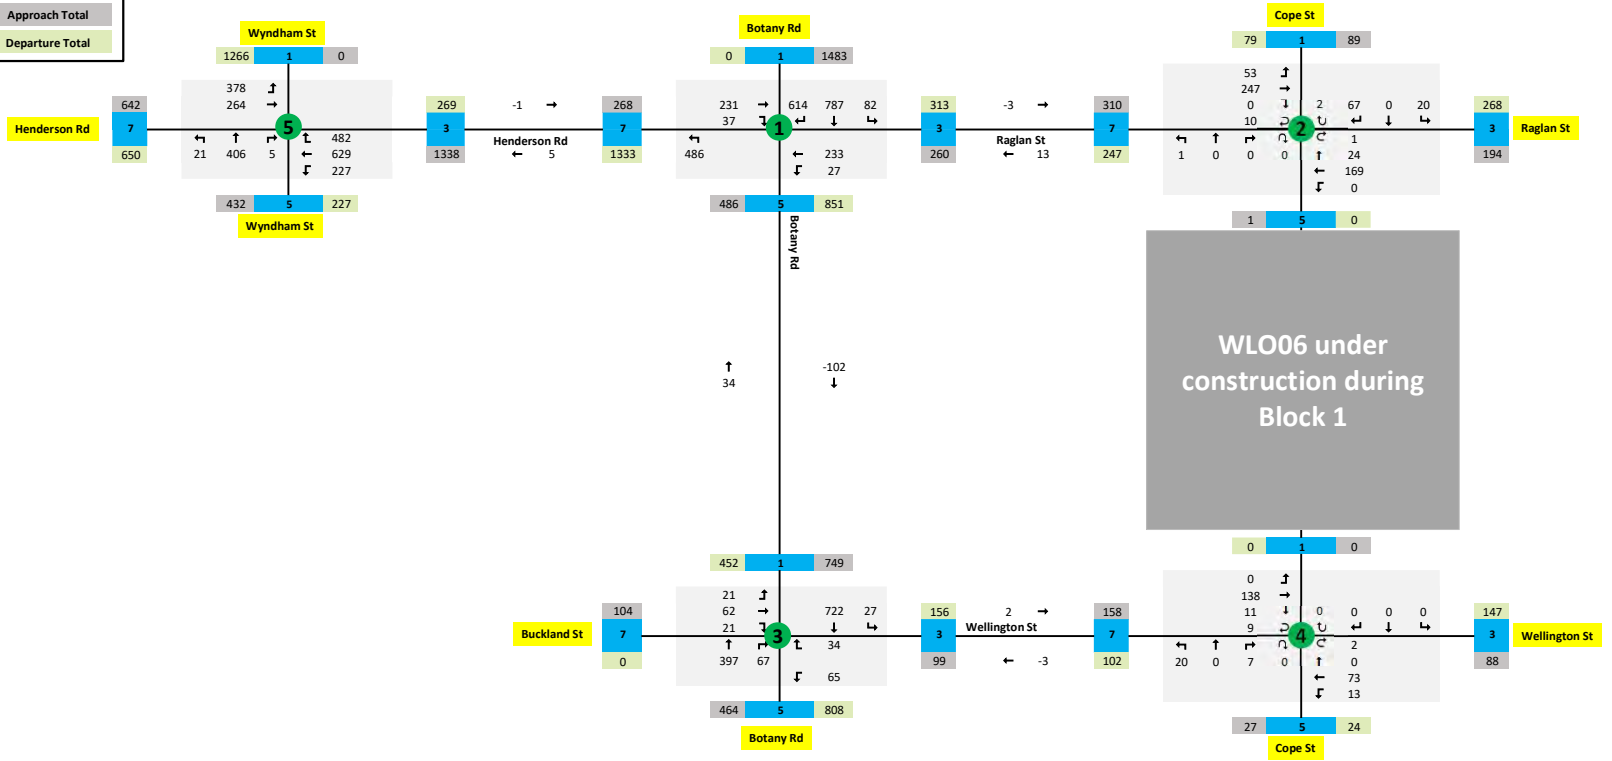 Approach Total
Departure Total
Wyndham St
1266 1 0
378
264
642
7
650
Henderson Rd
5
21 406 5
482
629
227
432 5 227
Wyndham St
269
3
1338
-1
Henderson Rd
5
268
7
1333
Botany Rd
0 1 1483
231 614 787 82
37
1
486
233
27
486 5 851
Botany Rd
313
3
260
-3
Raglan St
13
310
7
247
Cope St
79 1 89
53
247
0 2 67 0 20
10
2
1
1 0 0 0 24
169
0
1 5 0
268
3
194
Raglan St
34
-102
WLO06 under
construction during
Block 1
452 1 749
21
62 722 27
21
104
7
0
Buckland St
3
34
397 67
65
464 5 808
Botany Rd
156
3
99
2
Wellington St
-3
158
7
102
0 1 0
0
138
11 0 0 0 0
9
4
2
20 0 7 0 0
73
13
27 5 24
Cope St
147
3
88
Wellington St